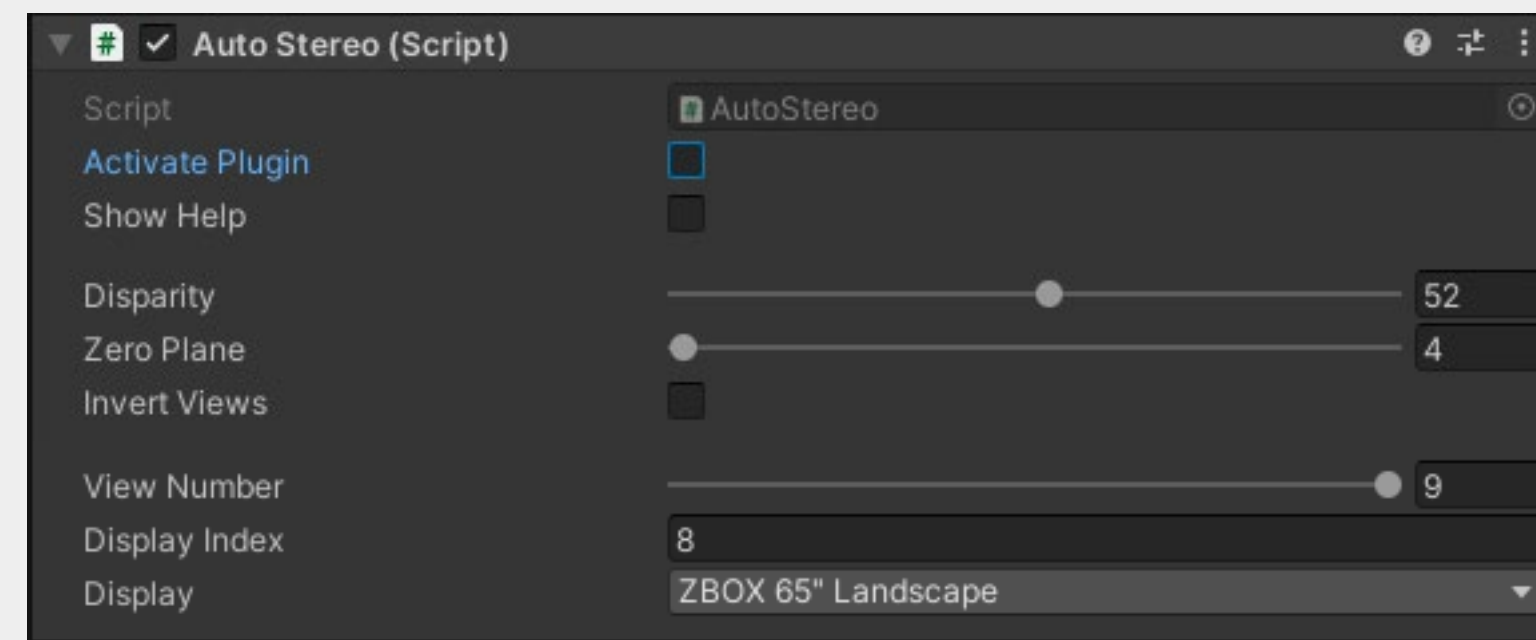 Auto Stereo (Script)
Script AutoStereo
Activate Plugin
Show Help
Disparity 52
Zero Plane 4
Invert Views
View Number 9
Display Index 8
Display ZBOX 65" Landscape